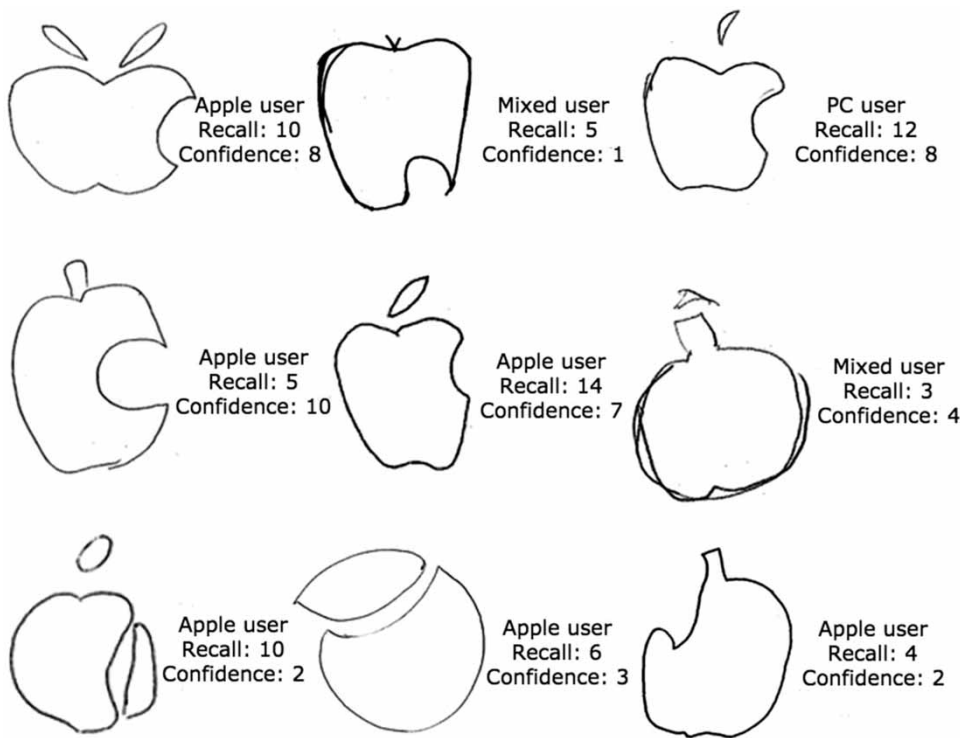 Apple user
Recall: 10
Confidence: 8
Mixed user
Recall: 5
Confidence: 1
PC user
Recall: 12
Confidence: 8
Apple user
Recall: 5
Confidence: 10
Apple user
Recall: 14
Confidence: 7
Mixed user
Recall: 3
Confidence: 4
Apple user
Recall: 10
Confidence: 2
Apple user
Recall: 6
Confidence: 3
Apple user
Recall: 4
Confidence: 2